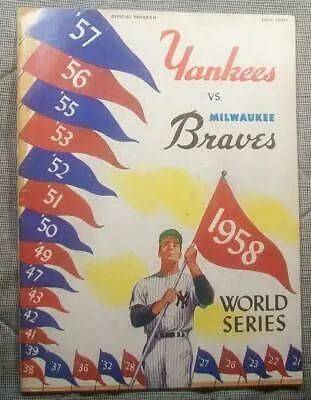 OFFICIAL PROGRAM
FIFTY CENTS
Yankees
VS.
MILWAUKEE
Braves
'57
56
'55
'53
'52
'51
'50
'49
47
'43
42
41
39
38
'37
'36
'32
'28
'27
'26
'23
'22
21
1958
NY
WORLD
SERIES